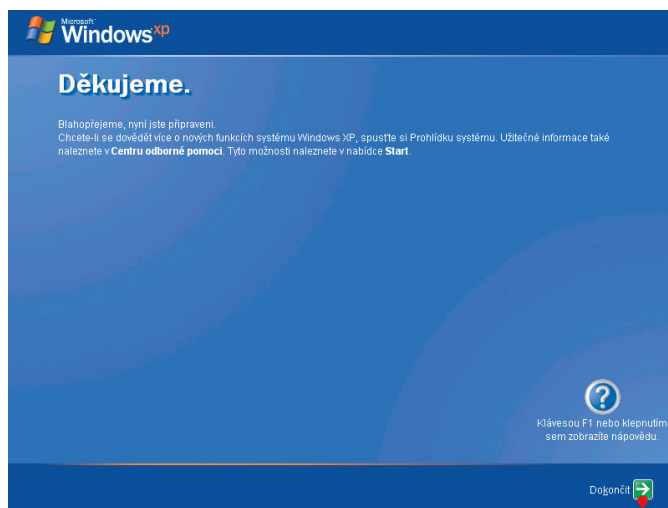 Microsoft
Windows xp
Děkujeme.
Blahopřejeme, nyní jste připraveni.
Chcete-li se dovědět více o nových funkcích systému Windows XP, spusťte si Prohlídku systému. Užitečné informace také
naleznete v Centru odborné pomoci. Tyto možnosti naleznete v nabídce Start.
Klávesou F1 nebo klepnutím
sem zobrazíte nápovědu.
Dokončit